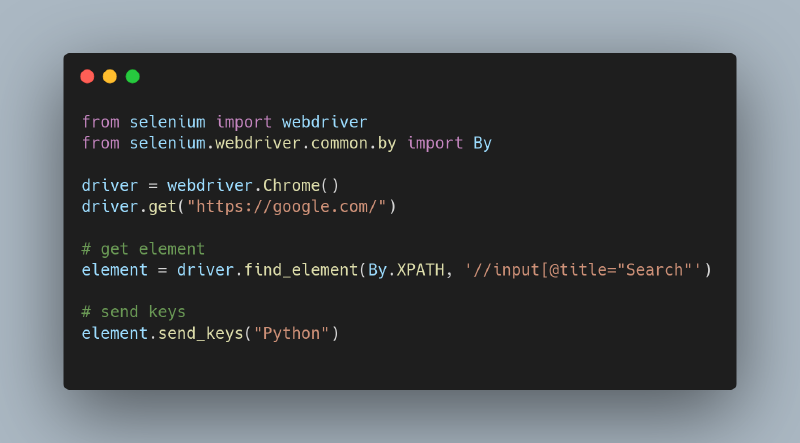 from selenium import webdriver
from selenium.webdriver.common.by import By
driver = webdriver.Chrome()
driver.get("https://google.com/")
# get element
element = driver.find_element(By.XPATH, '//input[@title="Search"')
# send keys
element.send_keys("Python")